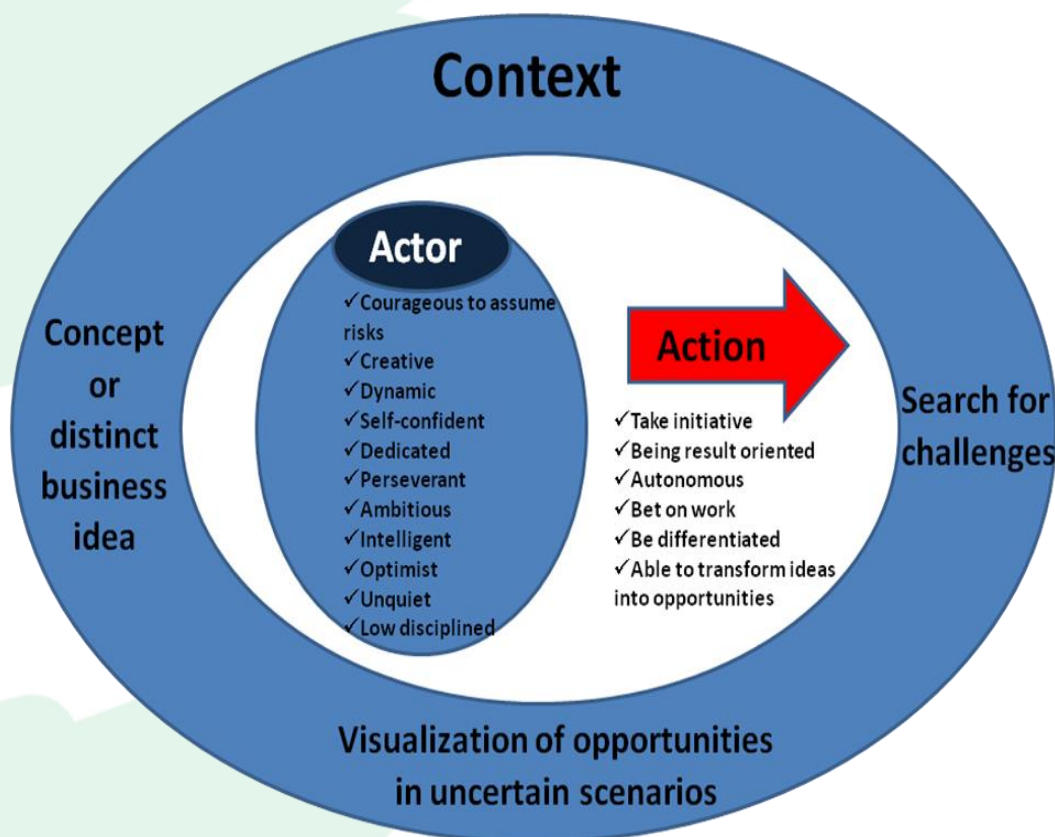 Context
Concept
or
distinct
business
idea
Actor
✓Courageous to assume
risks
✓Creative
✓Dynamic
✓Self-confident
✓Dedicated
✓Perseverant
✓Ambitious
✓Intelligent
✓Optimist
✓Unquiet
✓Low disciplined
Action
✓Take initiative
✓Being result oriented
✓Autonomous
✓Bet on work
✓Be differentiated
✓Able to transform ideas
into opportunities
Search for
challenges
Visualization of opportunities
in uncertain scenarios